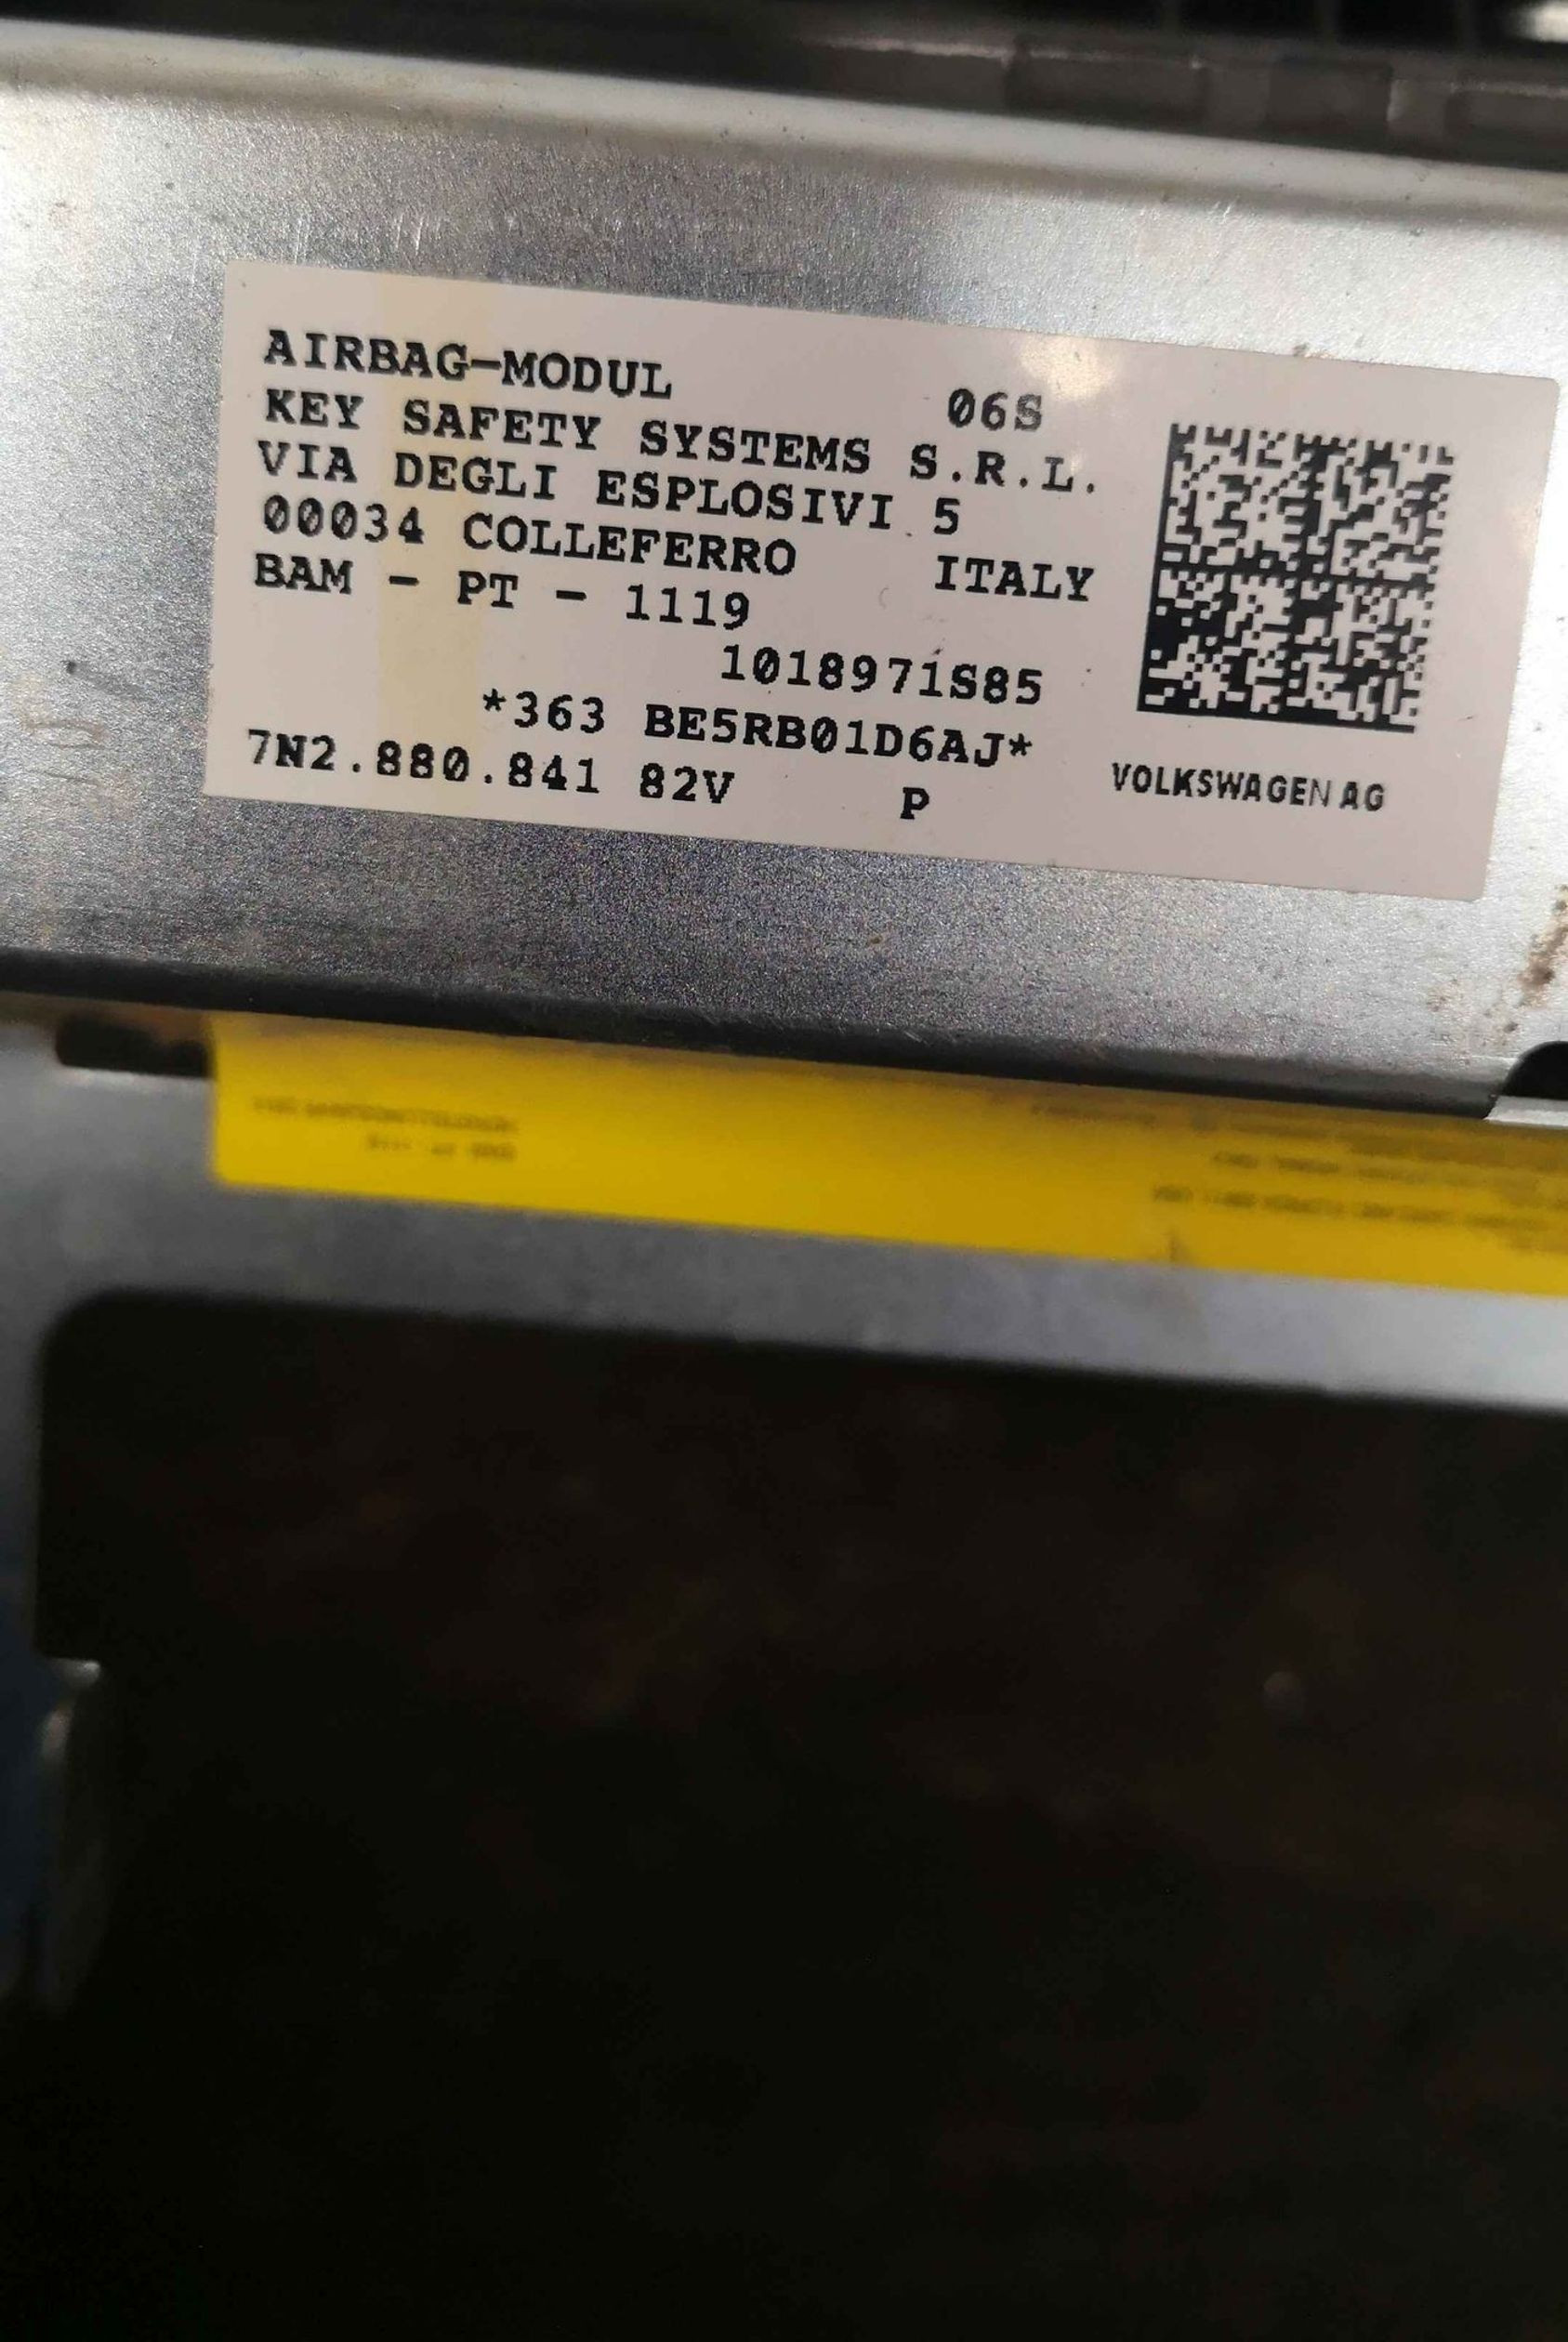 AIRBAG-MODUL 06S
KEY SAFETY SYSTEMS S.R.L.
VIA DEGLI ESPLOSIVI 5
00034 COLLEFERRO ITALY
BAM - PT - 1119
1018971S85
*363 BE5RB01D6AJ*
7N2.880.841 82V P
VOLKSWAGEN AG